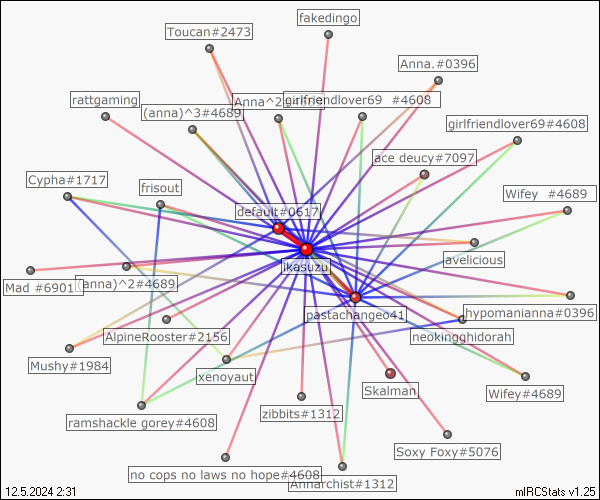 fakedingo
Toucan#2473
Anna.#0396
rattgaming
Anna^2
girlfriendlover69 #4608
(anna)^3#4689
girlfriendlover69#4608
ace deucy#7097
Cypha#1717
frisout
Wifey #4689
default#0617
avelicious
ikasuzu
Mad #6901
(anna)^2#4689
pastachangeo41
hypomanianna#0396
AlpineRooster#2156
neokingghidorah
Mushy#1984
xenoyaut
Skalman
Wifey#4689
zibbits#1312
ramshackle gorey#4608
Soxy Foxy#5076
no cops no laws no hope#4608
Annarchist#1312
12.5.2024 2:31
mIRCStats v1.25